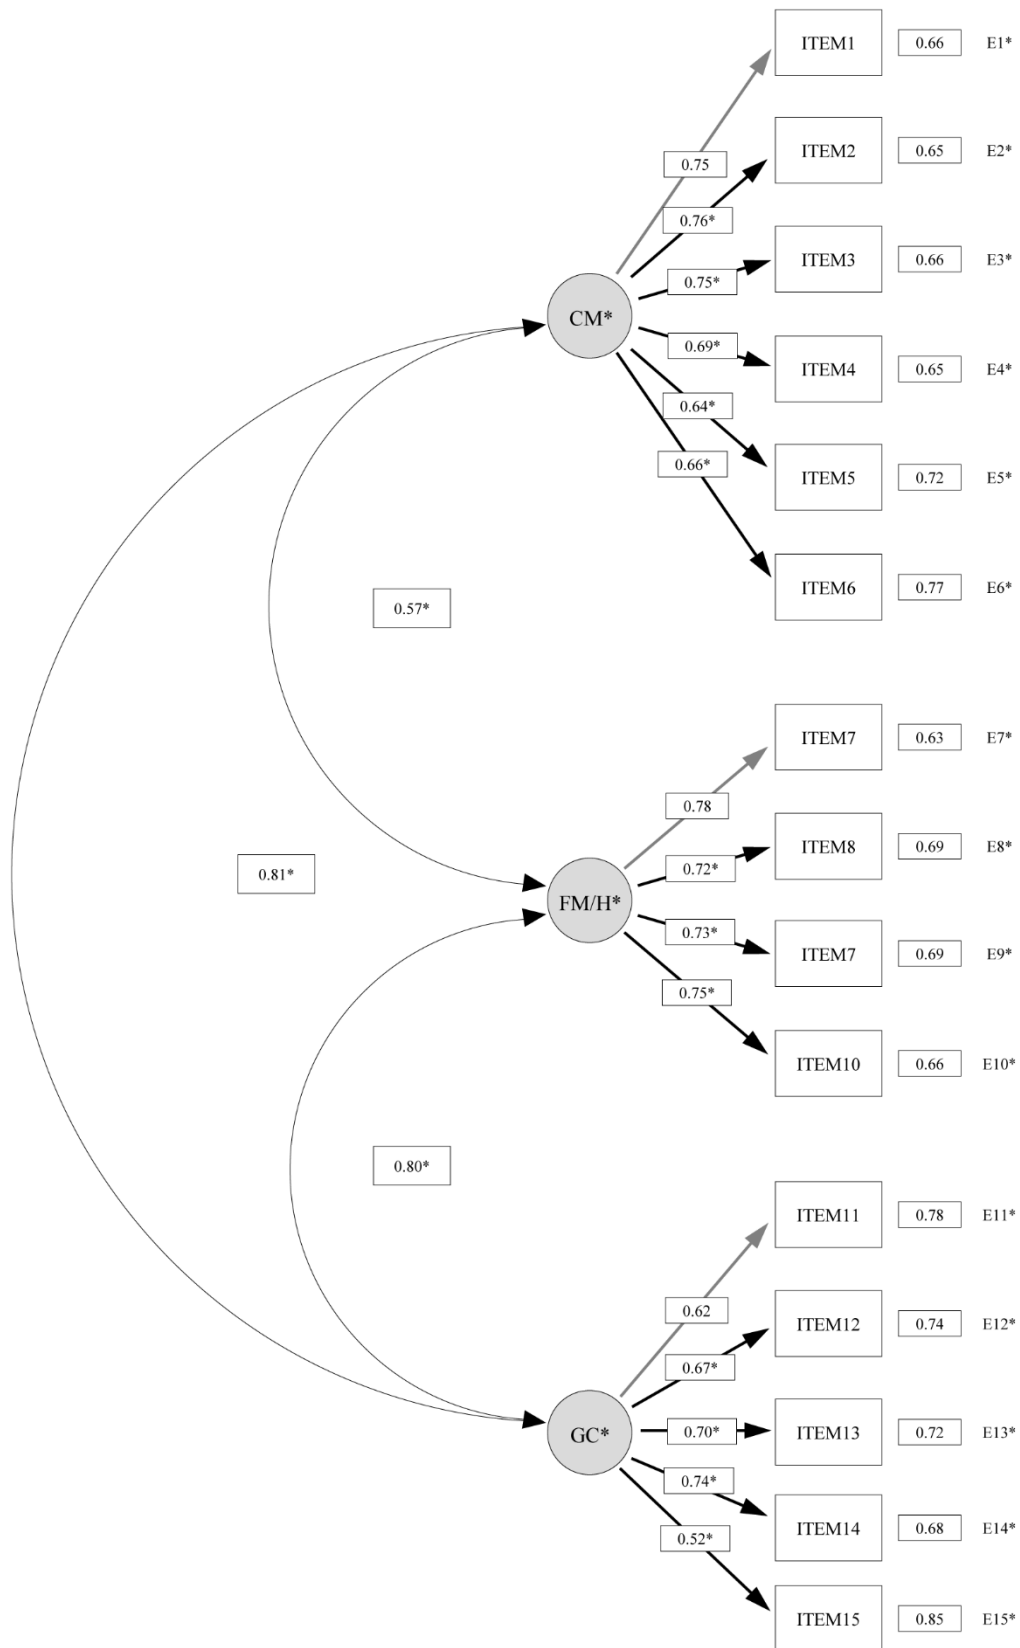 ITEM1 0.66 E1*
ITEM2 0.65 E2*
0.75
0.76*
ITEM3 0.66 E3*
0.75*
CM*
0.69*
ITEM4 0.65 E4*
0.64*
0.66*
ITEM5 0.72 E5*
ITEM6 0.77 E6*
0.57*
ITEM7 0.63 E7*
0.78
ITEM8 0.69 E8*
0.72*
0.81*
FM/H*
0.73*
ITEM7 0.69 E9*
0.75*
ITEM10 0.66 E10*
0.80*
ITEM11 0.78 E11*
0.62
ITEM12 0.74 E12*
0.67*
GC*
0.70*
ITEM13 0.72 E13*
0.74*
ITEM14 0.68 E14*
0.52*
ITEM15 0.85 E15*